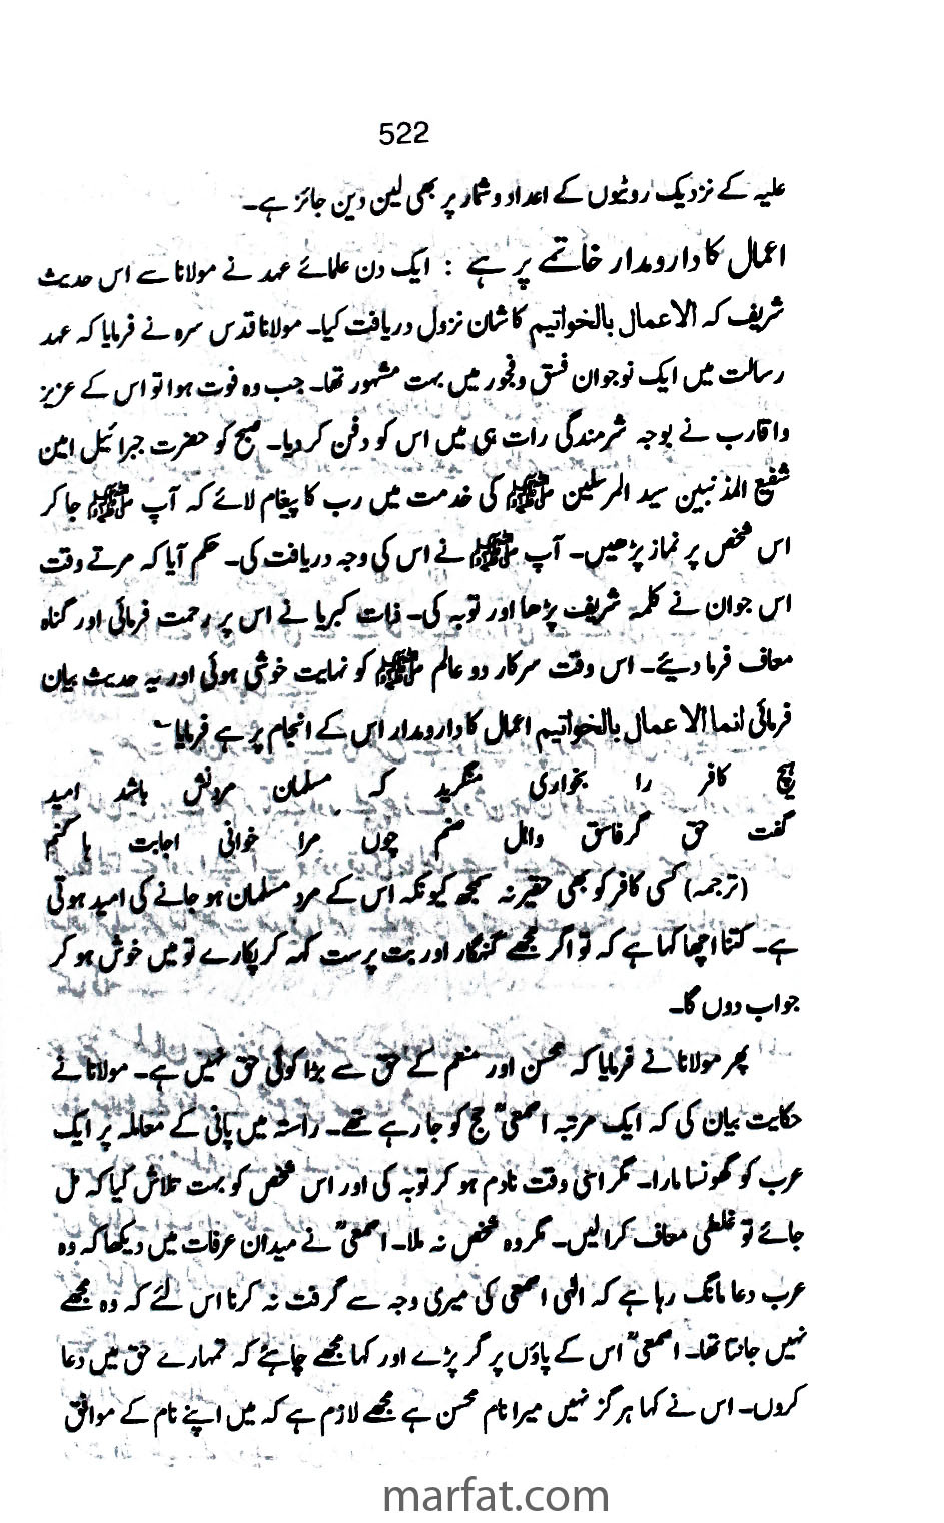 522
علیہ کے نزدیک روٹیوں کے اعداد و شمار پر بھی لین دین جائز ہے۔
اعمال کا دارومدار خاتمے پر ہے : ایک دن علمائے عہد نے مولانا سے اس حدیث
شریف کہ الاعمال بالخواتیم کا شان نزول دریافت کیا۔ مولانا قدس سرہ نے فرمایا کہ عہد
رسالت میں ایک نوجوان فسق و فجور میں بہت مشہور تھا۔ جب وہ فوت ہوا تو اس کے عزیز
واقارب نے بوجہ شرمندگی رات ہی میں اس کو دفن کر دیا۔ صبح کو حضرت جبرائیل امین
شفیع المذنبین سید المرسلین ﷺ کی خدمت میں رب کا پیغام لائے کہ آپ ﷺ جا کر
اس شخص پر نماز پڑھیں۔ آپ ﷺ نے اس کی وجہ دریافت کی۔ حکم آیا کہ مرتے وقت
اس جوان نے کلمہ شریف پڑھا اور توبہ کی۔ ذات کبریا نے اس پر رحمت فرمائی اور گناہ
معاف فرما دیئے۔ اس وقت سرکار دو عالم ﷺ کو نہایت خوشی ہوئی اور یہ حدیث بیان
فرمائی انما الاعمال بالخواتیم اعمال کا دارومدار اس کے انجام پر ہے فرمایا ؎
ہیچ کافر را بخواری منگرید کہ مسلمان مردنش باشد امید
گفت حق گر فاسق واہل صنم چوں مرا خوانی اجابت ہا کنم
(ترجمہ) کسی کافر کو بھی حقیر نہ سمجھ کیونکہ اس کے مرد مسلمان ہو جانے کی امید ہوتی
ہے۔ کتنا اچھا کہا ہے کہ تو اگر مجھے گنہگار اور بت پرست کہہ کر پکارے تو میں خوش ہو کر
جواب دوں گا۔
پھر مولانا نے فرمایا کہ محسن اور منعم کے حق سے بڑا کوئی حق نہیں ہے۔ مولانا نے
حکایت بیان کی کہ ایک مرتبہ اصمعیؒ حج کو جا رہے تھے۔ راستہ میں پانی کے معاملہ پر ایک
عرب کو گھونسا مارا۔ مگر اسی وقت نادم ہو کر توبہ کی اور اس شخص کو بہت تلاش کیا کہ مل
جائے تو غلطی معاف کرا لیں۔ مگر وہ شخص نہ ملا۔ اصمعیؒ نے میدان عرفات میں دیکھا کہ وہ
عرب دعا مانگ رہا ہے کہ الٰہی اصمعی کی میری وجہ سے گرفت نہ کرنا اس لئے کہ وہ مجھے
نہیں جانتا تھا۔ اصمعیؒ اس کے پاؤں پر گر پڑے اور کہا مجھے چاہئے کہ تمہارے حق میں دعا
کروں۔ اس نے کہا ہر گز نہیں میرا نام محسن ہے مجھے لازم ہے کہ میں اپنے نام کے موافق
marfat.com